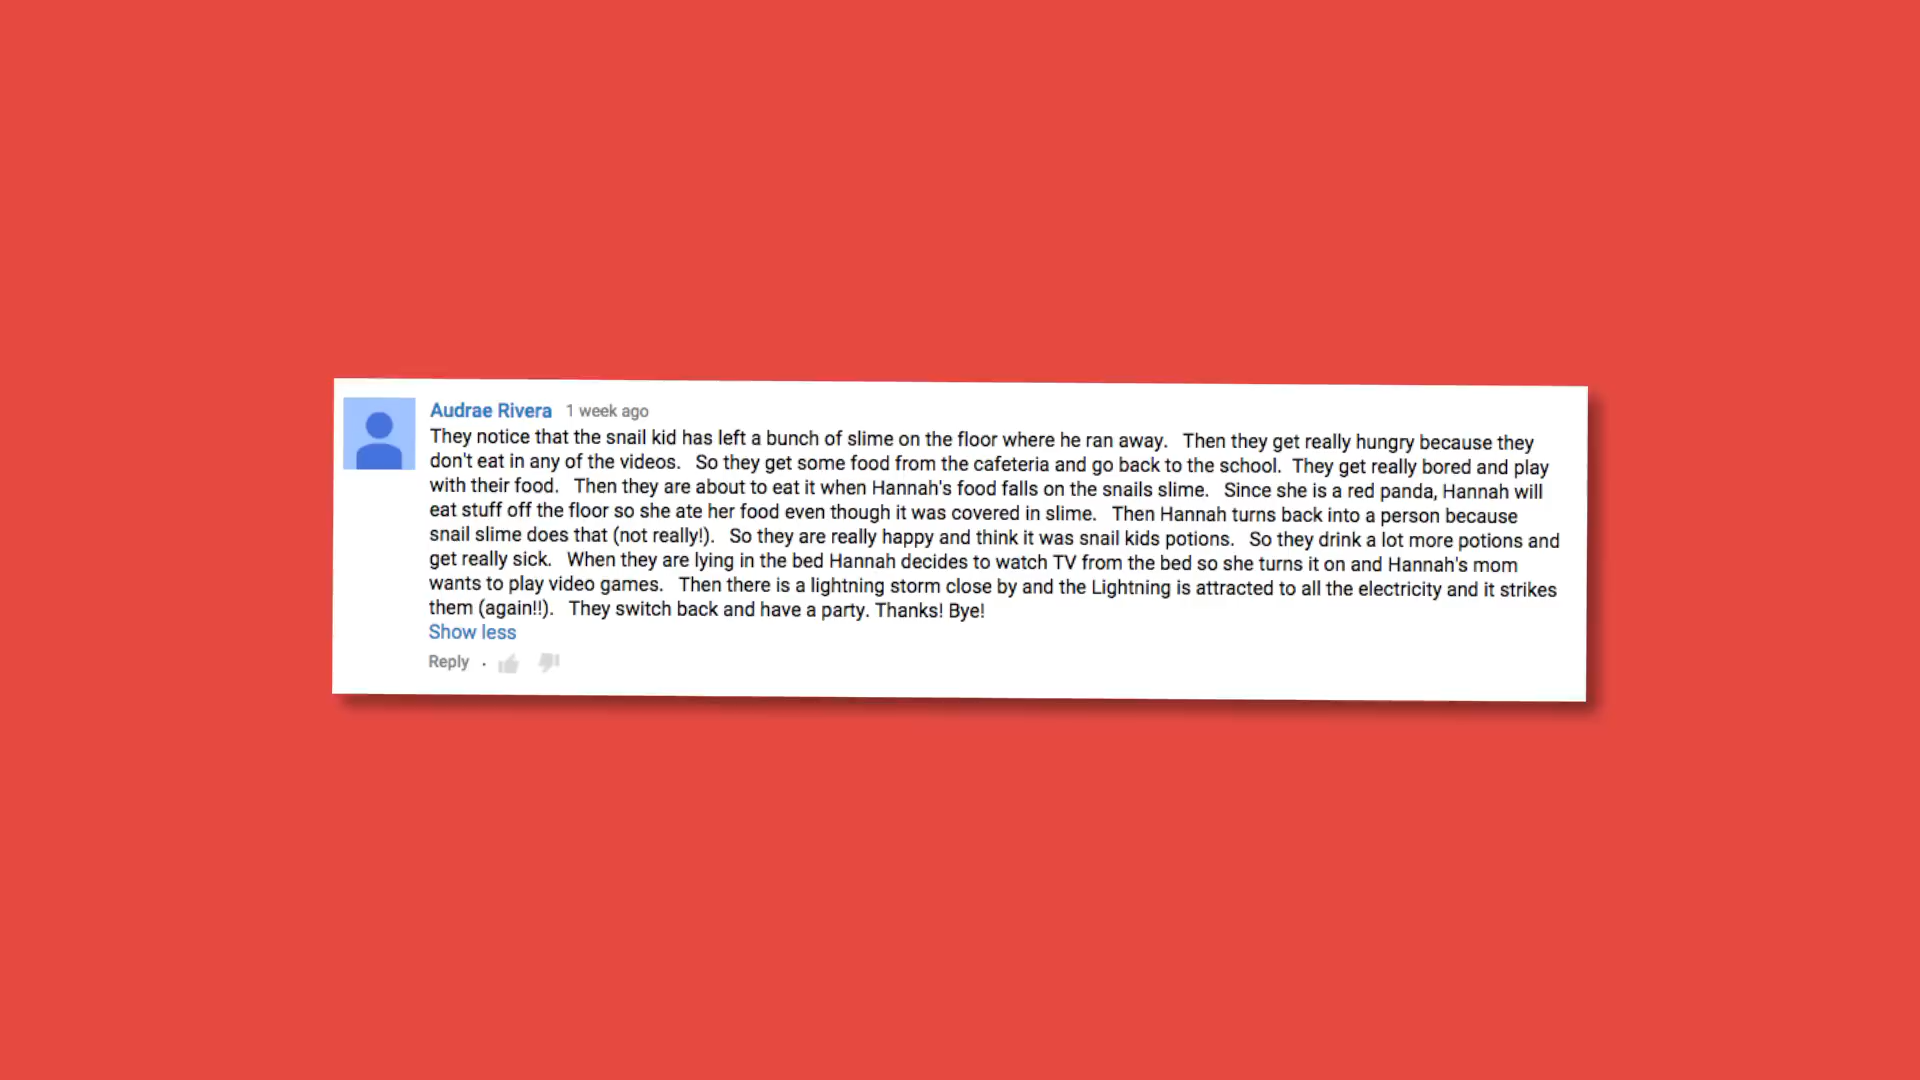 Audrae Rivera 1 week ago
They notice that the snail kid has left a bunch of slime on the floor where he ran away. Then they get really hungry because they
don't eat in any of the videos. So they get some food from the cafeteria and go back to the school. They get really bored and play
with their food. Then they are about to eat it when Hannah's food falls on the snails slime. Since she is a red panda, Hannah will
eat stuff off the floor so she ate her food even though it was covered in slime. Then Hannah turns back into a person because
snail slime does that (not really!). So they are really happy and think it was snail kids potions. So they drink a lot more potions and
get really sick. When they are lying in the bed Hannah decides to watch TV from the bed so she turns it on and Hannah's mom
wants to play video games. Then there is a lightning storm close by and the Lightning is attracted to all the electricity and it strikes
them (again!!). They switch back and have a party. Thanks! Bye!
Show less
Reply ·